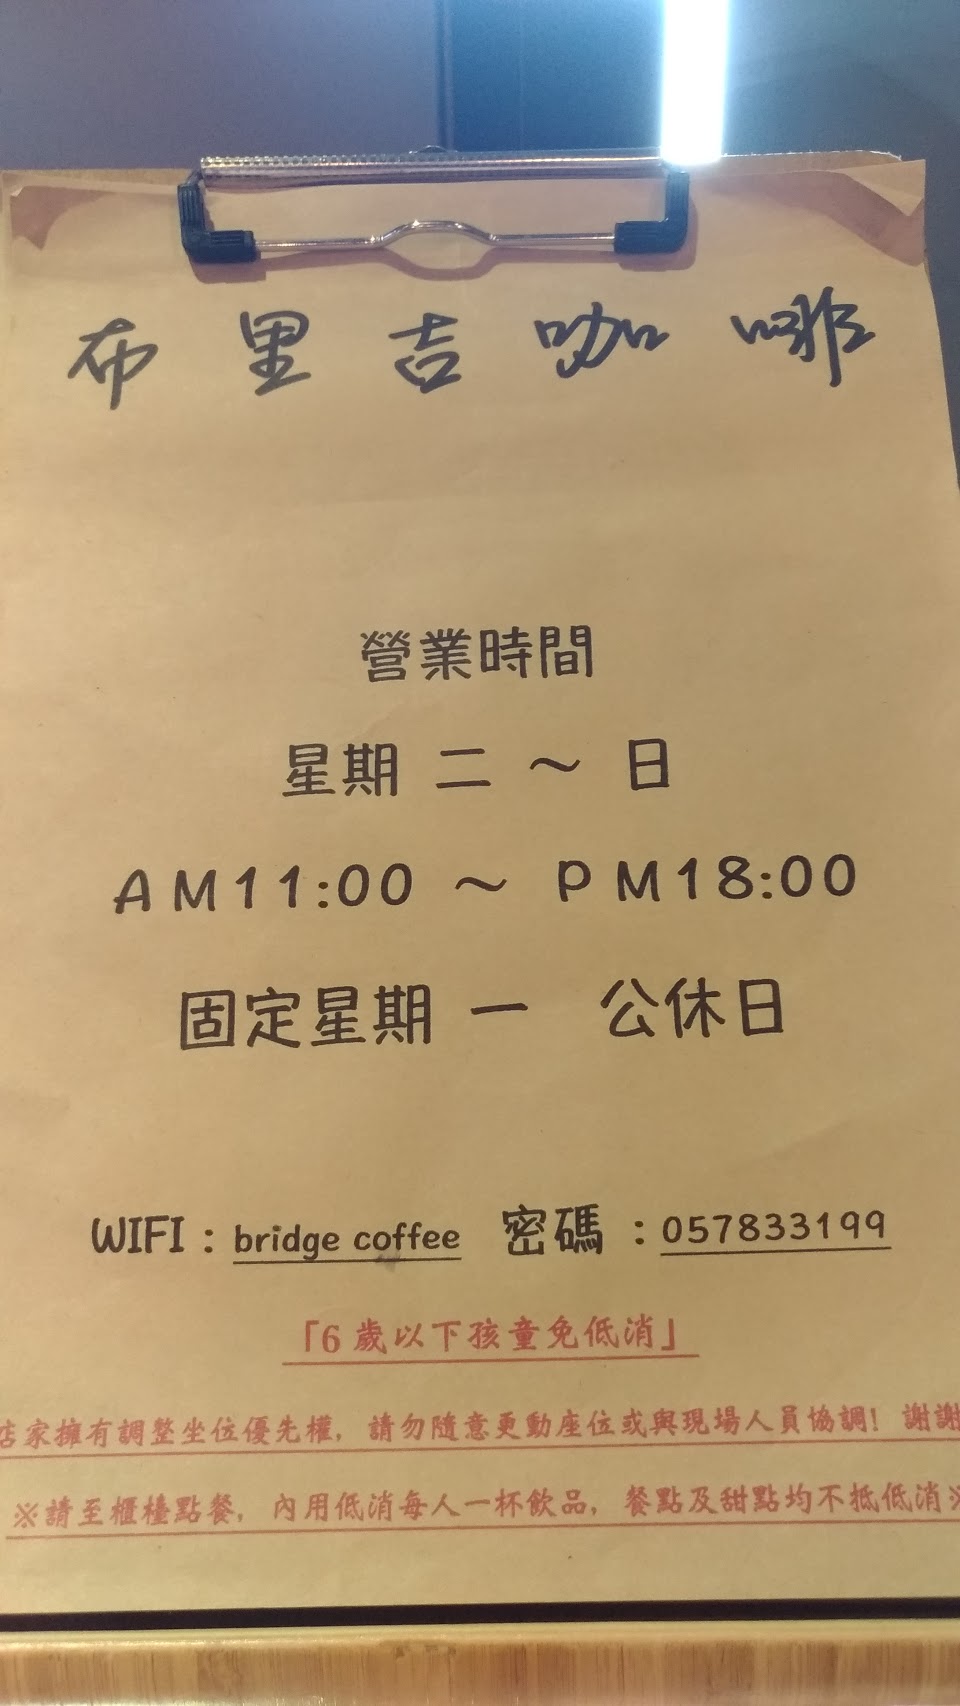 布里吉咖啡
營業時間
星期 二 ~ 日
AM11:00 ~ PM18:00
固定星期 一 公休日
WIFI：bridge coffee 密碼：057833199
「6 歲以下孩童免低消」
店家擁有調整坐位優先權, 請勿隨意更動座位或與現場人員協調! 謝謝
※請至櫃檯點餐, 內用低消每人一杯飲品, 餐點及甜點均不抵低消※